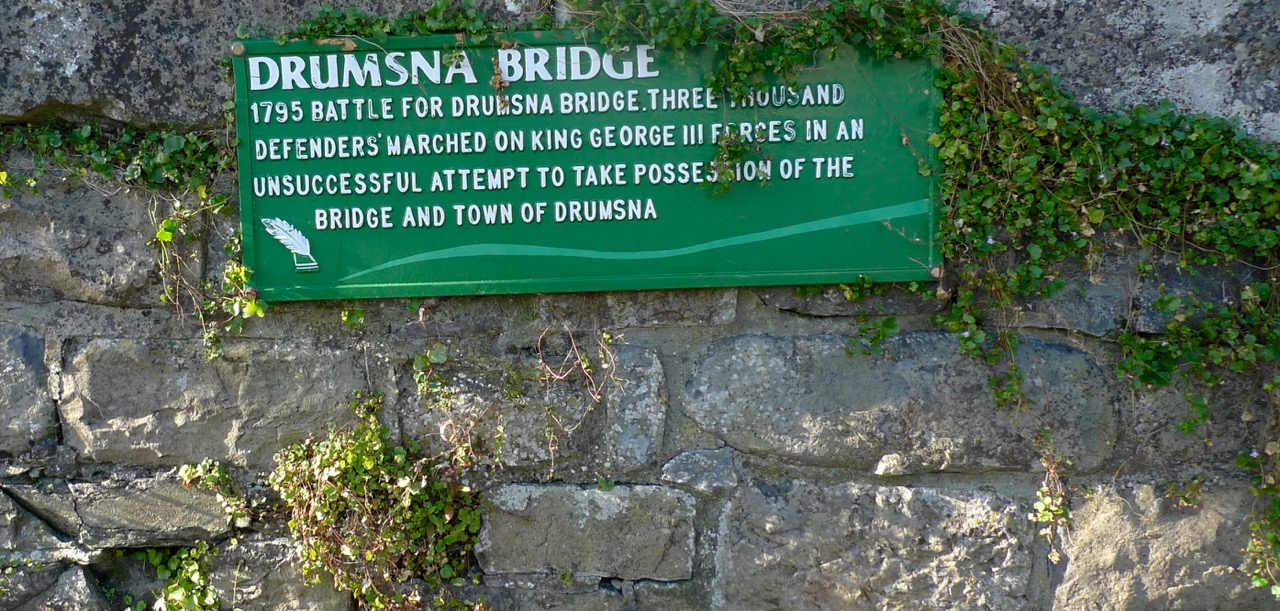 DRUMSNA BRIDGE
1795 BATTLE FOR DRUMSNA BRIDGE. THREE THOUSAND
DEFENDERS' MARCHED ON KING GEORGE III FORCES IN AN
UNSUCCESSFUL ATTEMPT TO TAKE POSSESSION OF THE
BRIDGE AND TOWN OF DRUMSNA